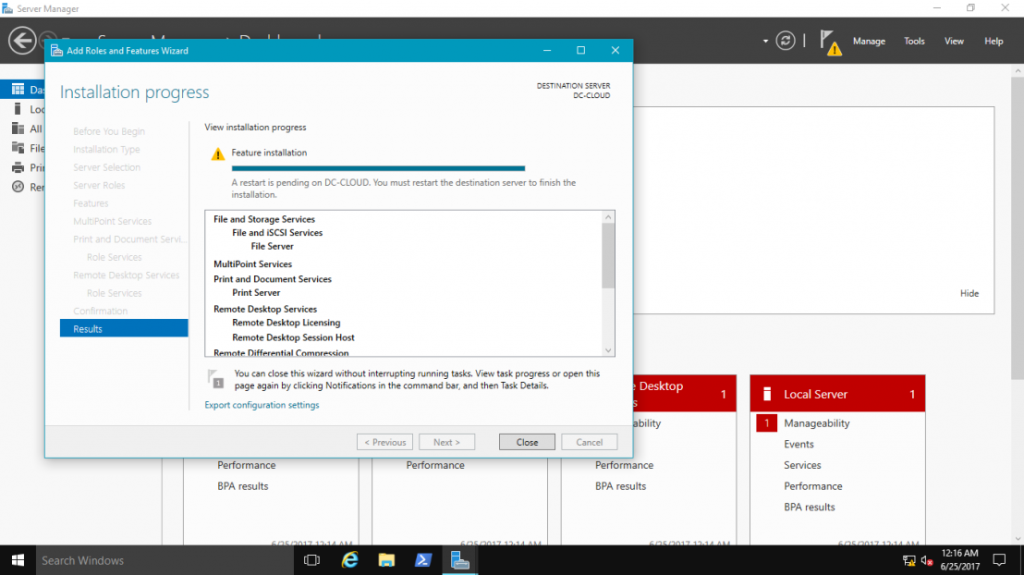 Server Manager
Add Roles and Features Wizard
Manage
Tools
View
Help
Installation progress
DESTINATION SERVER
DC-CLOUD
Before You Begin
Installation Type
Server Selection
Server Roles
Features
MultiPoint Services
Print and Document Servi...
Role Services
Remote Desktop Services
Role Services
Confirmation
Results
View installation progress
Feature installation
A restart is pending on DC-CLOUD. You must restart the destination server to finish the
installation.
File and Storage Services
File and iSCSI Services
File Server
MultiPoint Services
Print and Document Services
Print Server
Remote Desktop Services
Remote Desktop Licensing
Remote Desktop Session Host
Remote Differential Compression
1
You can close this wizard without interrupting running tasks. View task progress or open this
page again by clicking Notifications in the command bar, and then Task Details.
Export configuration settings
< Previous
Next >
Close
Cancel
Hide
Desktop
1
Local Server
1
1
Manageability
Events
Services
Performance
BPA results
Performance
BPA results
Performance
Performance
BPA results
6/25/2017 12:14 AM
6/25/2017 12:14 AM
6/25/2017 12:14 AM
6/25/2017 12:14 AM
Search Windows
12:16 AM
6/25/2017